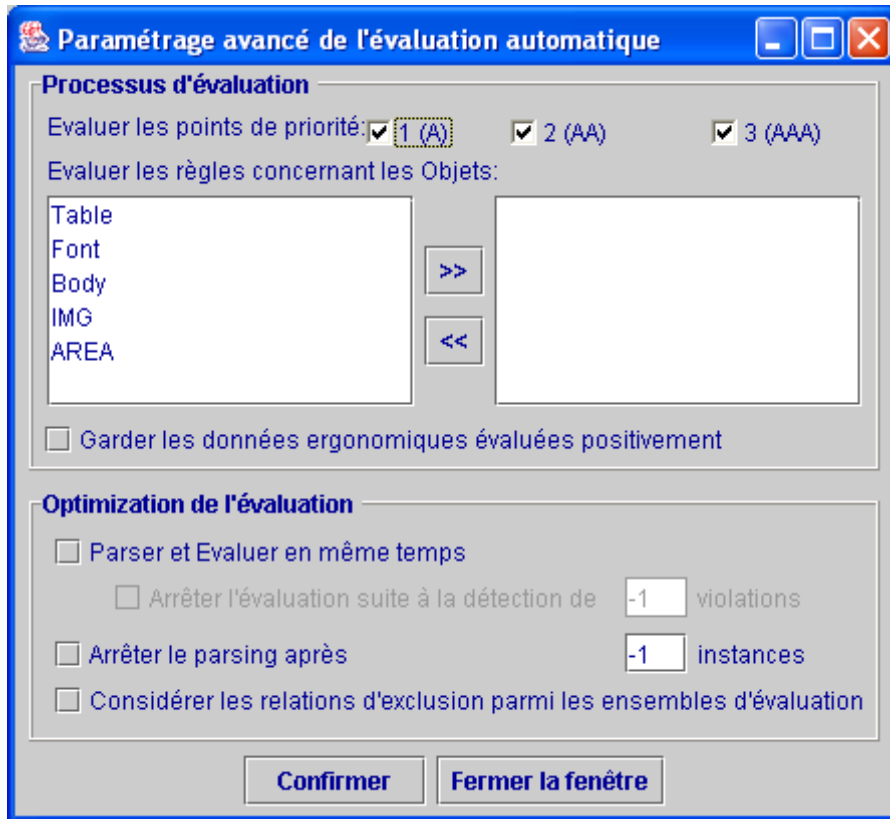 Paramétrage avancé de l'évaluation automatique
Processus d'évaluation
Evaluer les points de priorité: 1 (A) 2 (AA) 3 (AAA)
Evaluer les règles concernant les Objets:
Table
Font
Body
IMG
AREA
>>
<<
Garder les données ergonomiques évaluées positivement
Optimization de l'évaluation
Parser et Evaluer en même temps
Arrêter l'évaluation suite à la détection de -1 violations
Arrêter le parsing après -1 instances
Considérer les relations d'exclusion parmi les ensembles d'évaluation
Confirmer Fermer la fenêtre